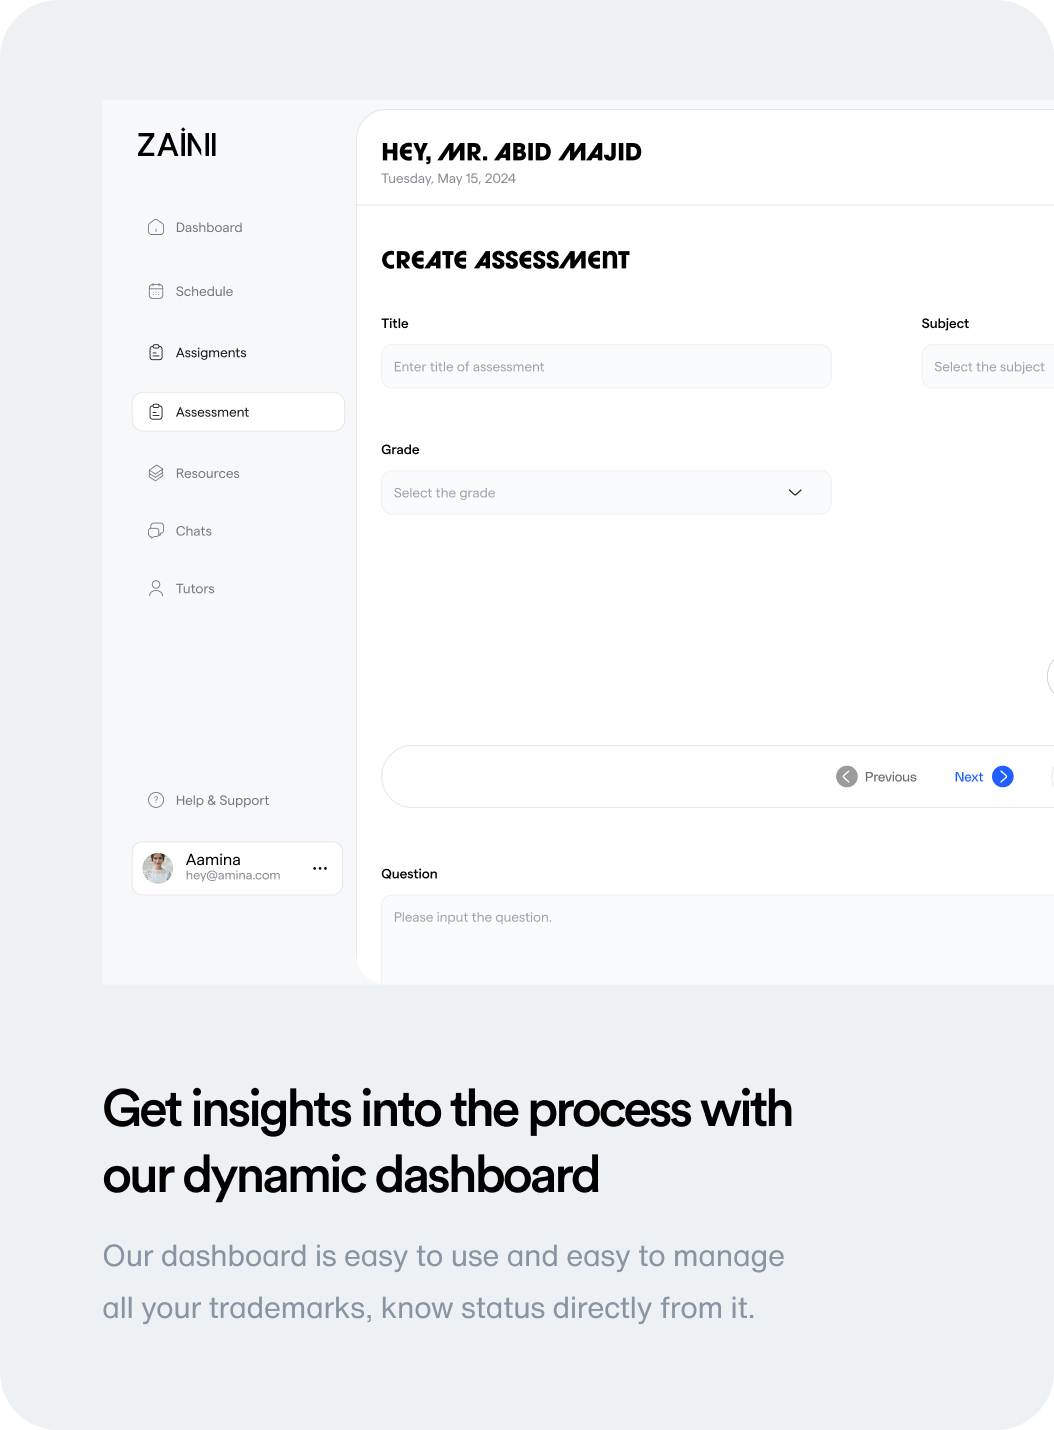 ZAINI
HEY, MR. ABID MAJID
Tuesday, May 15, 2024
Dashboard
Schedule
Assigments
Assessment
Resources
Chats
Tutors
Help & Support
Aamina
hey@amina.com
CREATE ASSESSMENT
Title
Enter title of assessment
Subject
Select the subject
Grade
Select the grade
Previous
Next
Question
Please input the question.
Get insights into the process with
our dynamic dashboard
Our dashboard is easy to use and easy to manage
all your trademarks, know status directly from it.